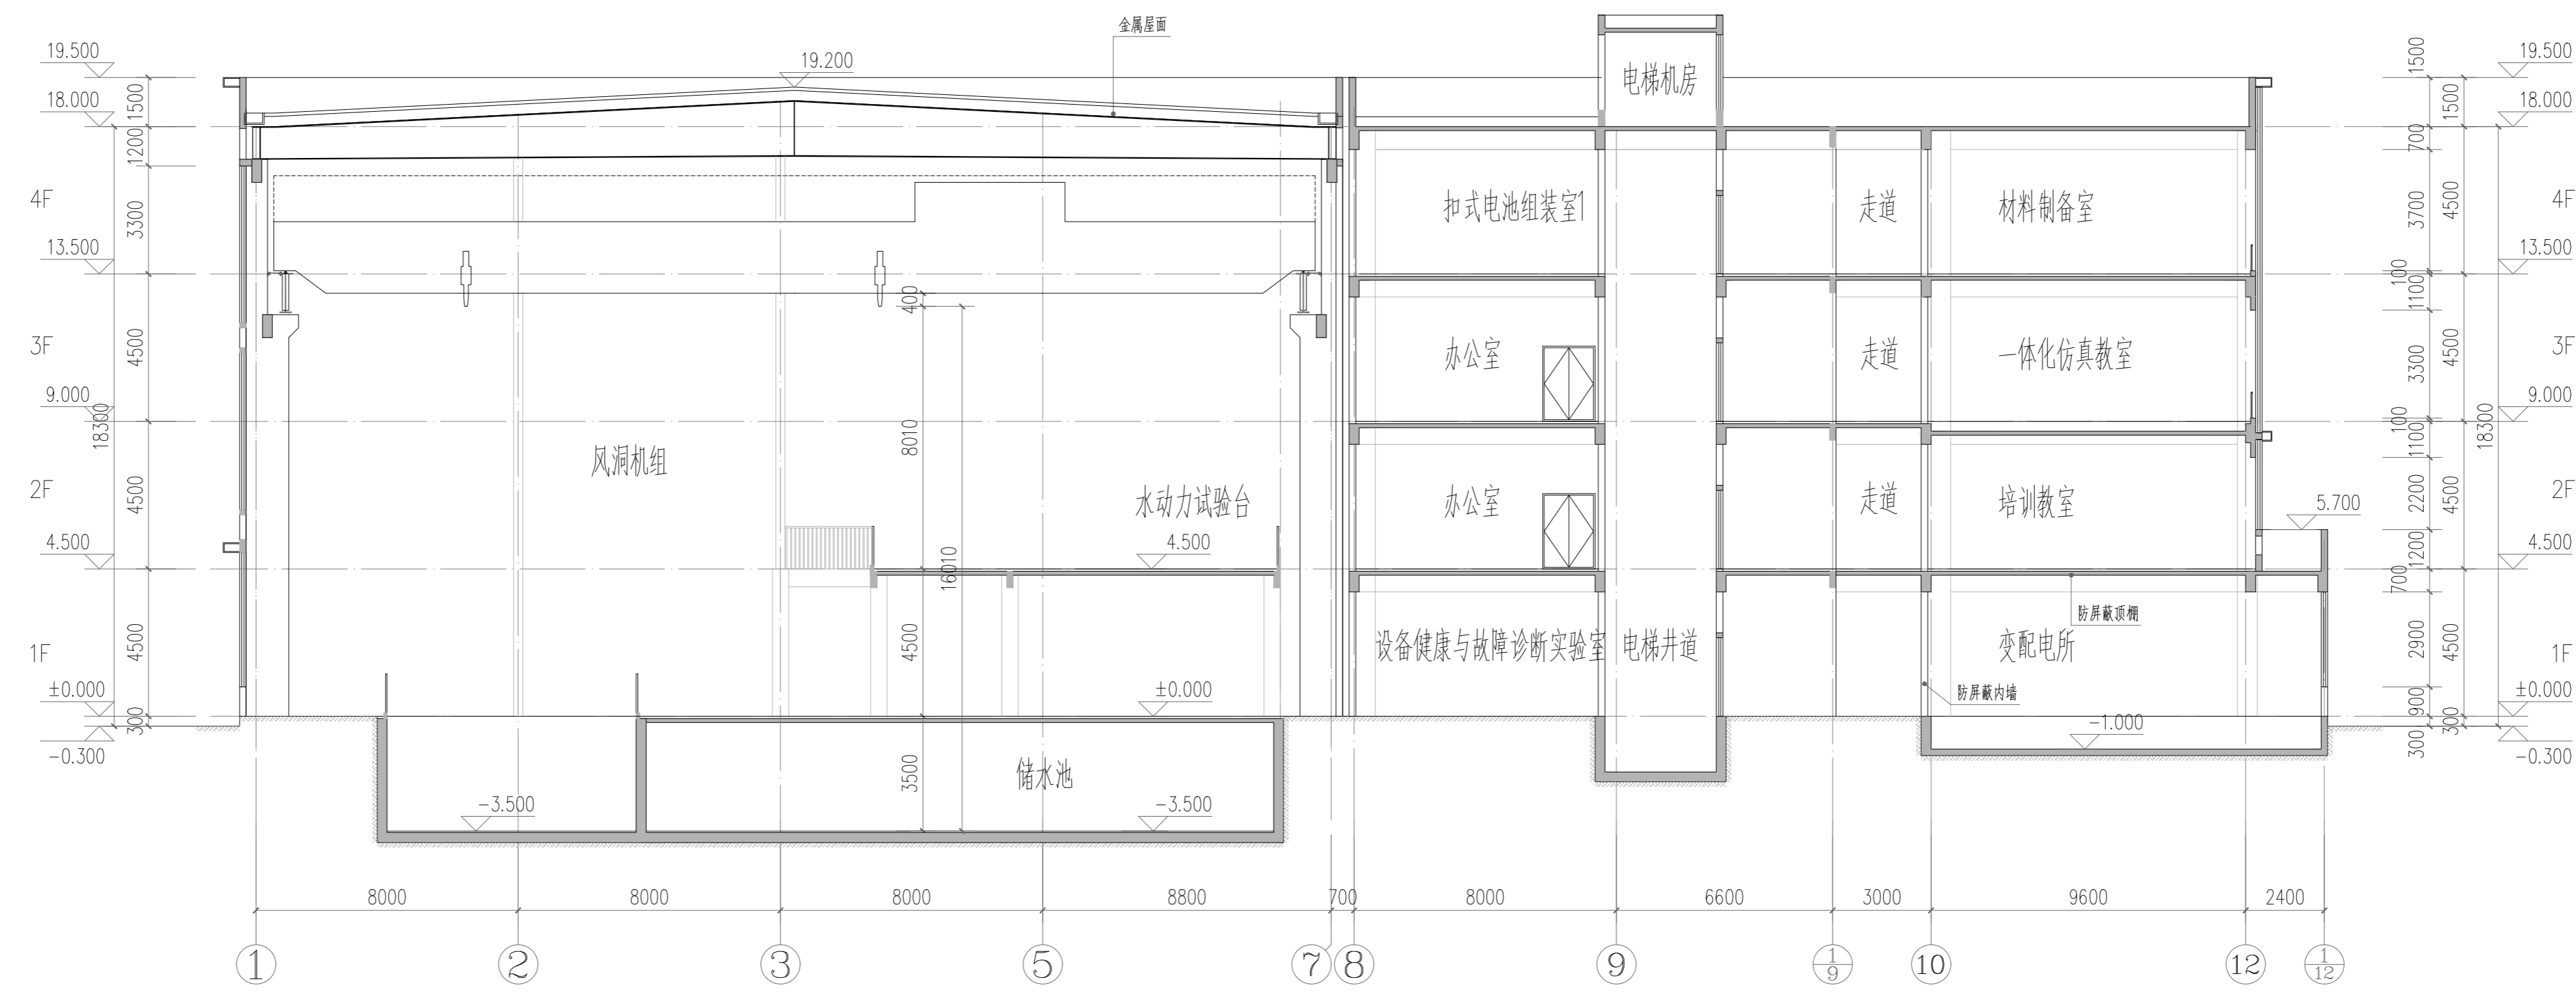 金属屋面
19.500
19.200
电梯机房
1500
19.500
18.000
1500
1500
18.000
1200
700
4F
3300
扣式电池组装室1
走道
材料制备室
3700
4500
4F
13.500
13.500
400
100
1100
3F
4500
办公室
走道
一体化仿真教室
3300
4500
3F
9.000
9.000
18300
8010
100
1100
18300
风洞机组
2F
4500
水动力试验台
办公室
走道
培训教室
2200
4500
2F
5.700
4.500
4.500
16010
1200
4.500
700
防屏蔽顶棚
1F
4500
4500
设备健康与故障诊断实验室
电梯井道
变配电所
2900
4500
1F
±0.000
±0.000
防屏蔽内墙
900
±0.000
300
-1.000
300
300
-0.300
-0.300
3500
储水池
-3.500
-3.500
8000 8000 8000 8800 700 8000 6600 3000 9600 2400
1 2 3 5 7 8 9 1/9 10 12 1/12